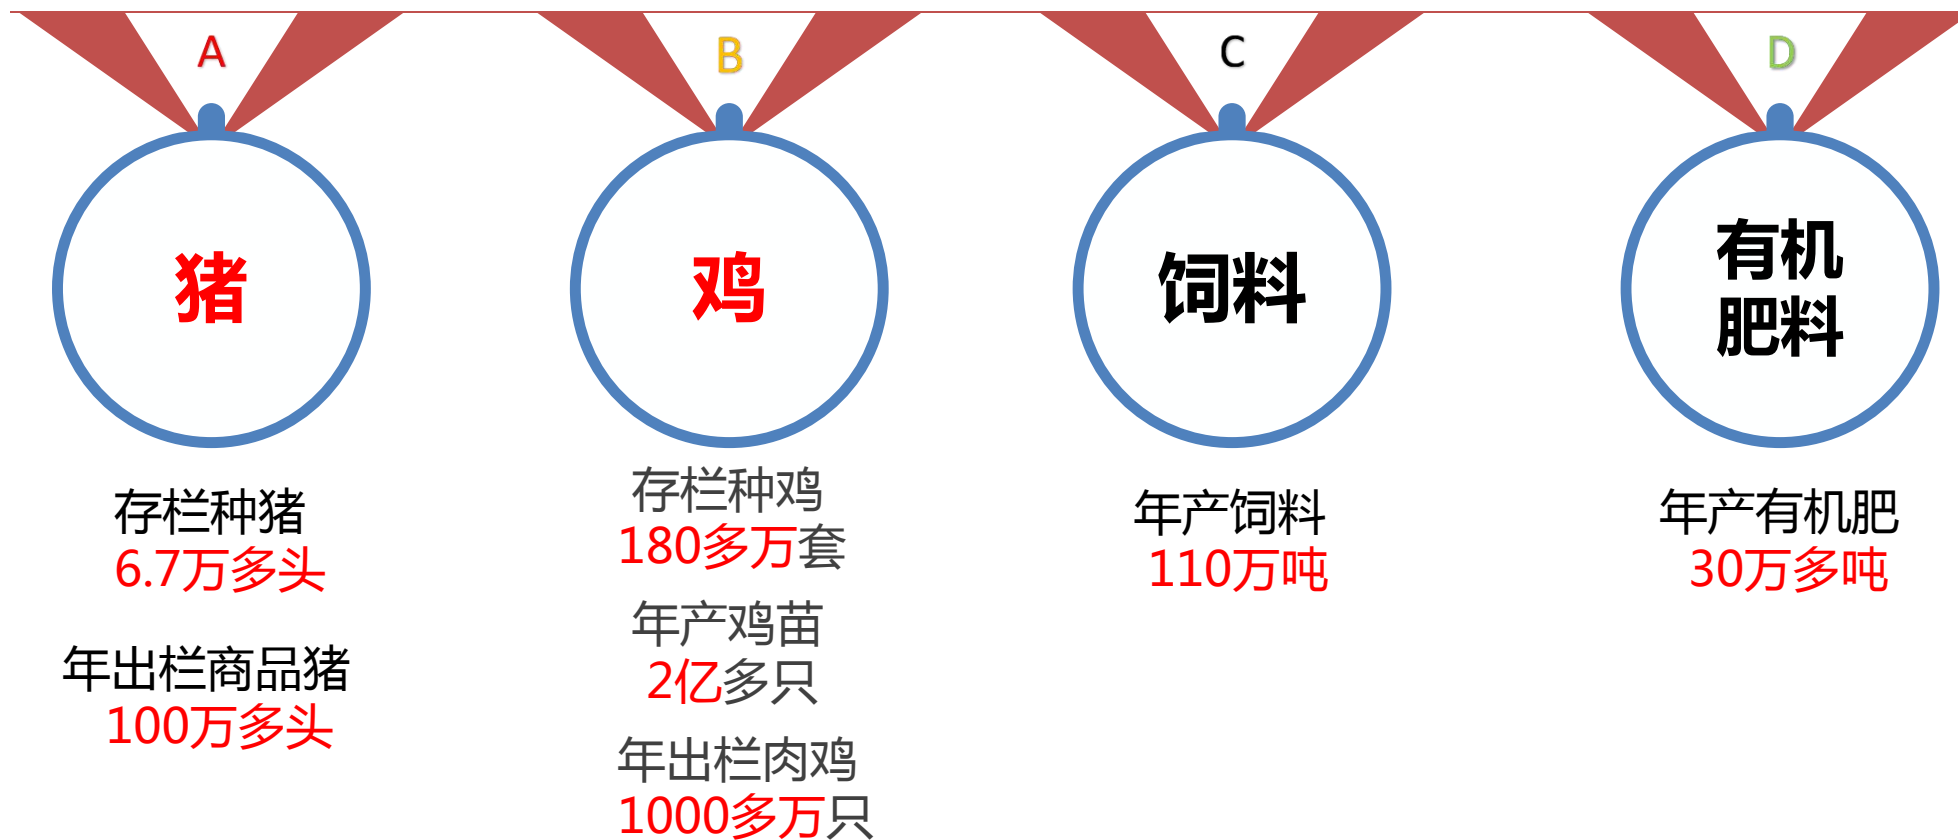 A
猪
存栏种猪
6.7万多头
年出栏商品猪
100万多头
B
鸡
存栏种鸡
180多万套
年产鸡苗
2亿多只
年出栏肉鸡
1000多万只
C
饲料
年产饲料
110万吨
D
有机
肥料
年产有机肥
30万多吨